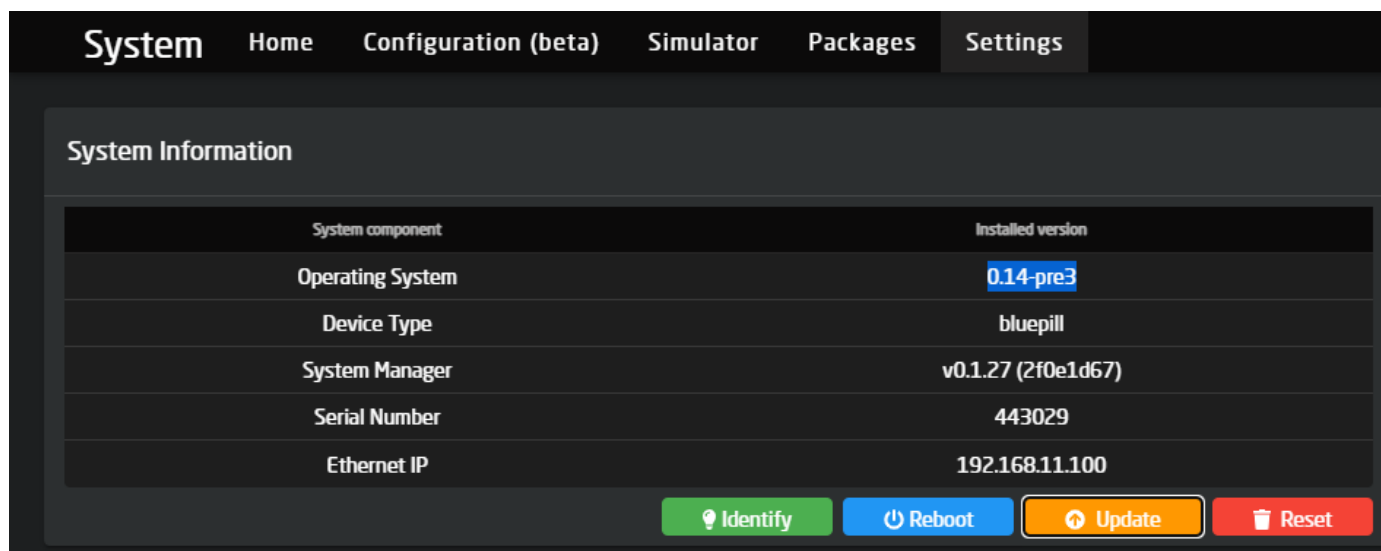 System Home Configuration (beta) Simulator Packages Settings
System Information
System component Installed version
Operating System 0.14-pre3
Device Type bluepill
System Manager v0.1.27 (2f0e1d67)
Serial Number 443029
Ethernet IP 192.168.11.100
Identify Reboot Update Reset